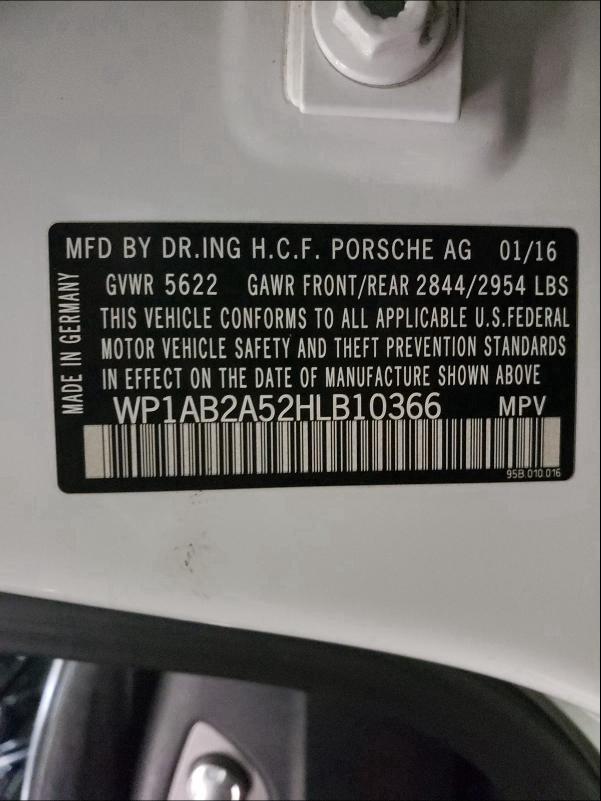 MFD BY DR.ING H.C.F. PORSCHE AG 01/16
GVWR 5622 GAWR FRONT/REAR 2844/2954 LBS
THIS VEHICLE CONFORMS TO ALL APPLICABLE U.S.FEDERAL
MOTOR VEHICLE SAFETY AND THEFT PREVENTION STANDARDS
IN EFFECT ON THE DATE OF MANUFACTURE SHOWN ABOVE
WP1AB2A52HLB10366 MPV
95B.010.016
MADE IN GERMANY